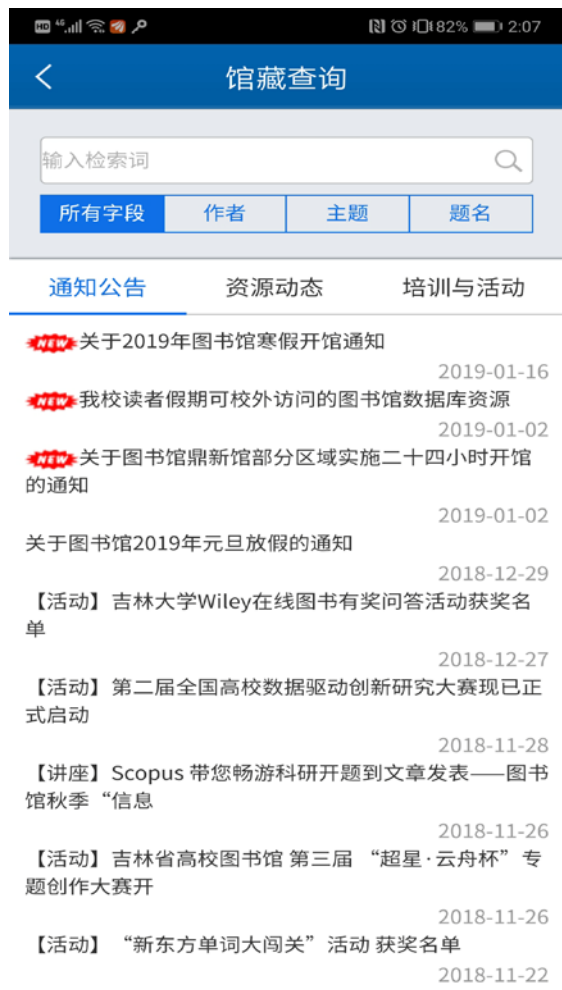 HD 4G 82% 2:07
馆藏查询
输入检索词
所有字段 作者 主题 题名
通知公告 资源动态 培训与活动
NEW 关于2019年图书馆寒假开馆通知
2019-01-16
NEW 我校读者假期可校外访问的图书馆数据库资源
2019-01-02
NEW 关于图书馆鼎新馆部分区域实施二十四小时开馆
的通知
2019-01-02
关于图书馆2019年元旦放假的通知
2018-12-29
【活动】吉林大学Wiley在线图书有奖问答活动获奖名
单
2018-12-27
【活动】第二届全国高校数据驱动创新研究大赛现已正
式启动
2018-11-28
【讲座】Scopus 带您畅游科研开题到文章发表——图书
馆秋季“信息
2018-11-26
【活动】吉林省高校图书馆 第三届 “超星·云舟杯”专
题创作大赛开
2018-11-26
【活动】 “新东方单词大闯关”活动 获奖名单
2018-11-22